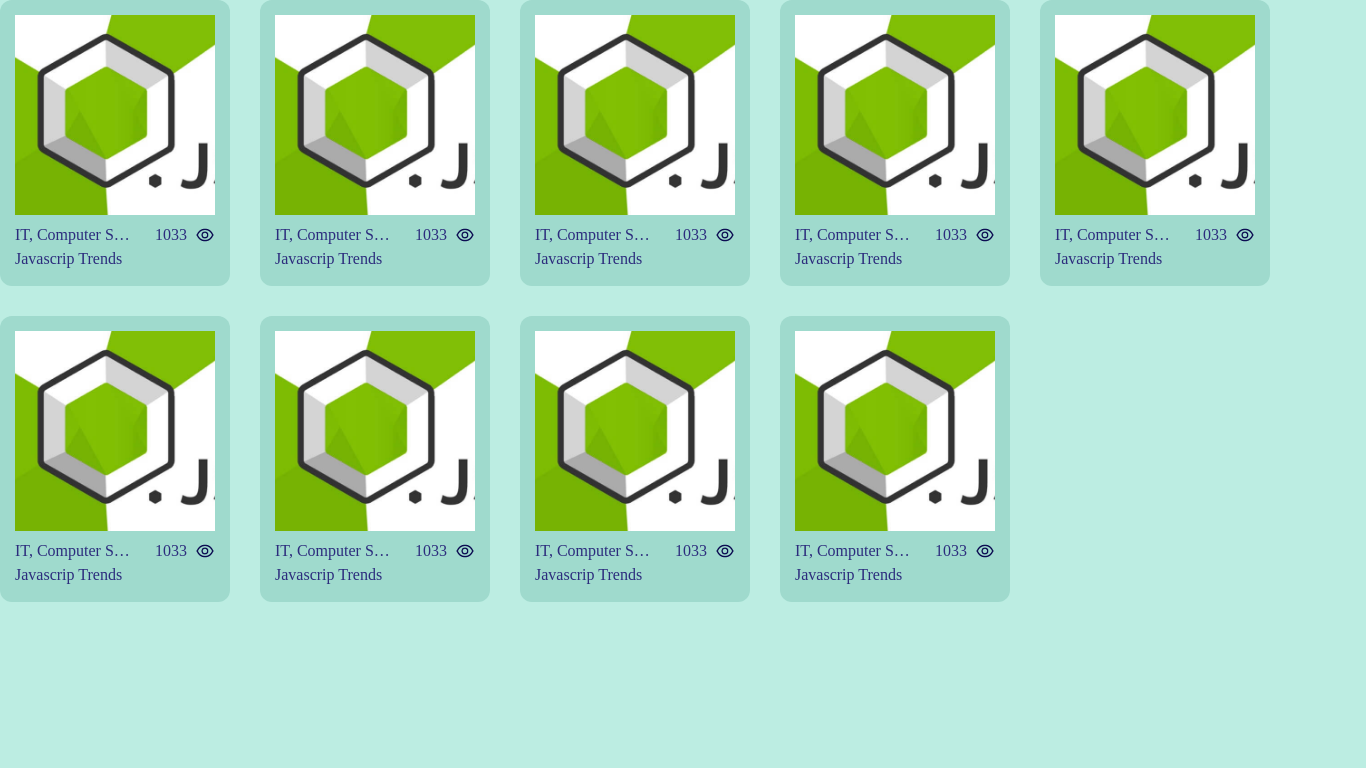 .J
.J
.J
.J
.J
IT, Computer S… 1033
IT, Computer S… 1033
IT, Computer S… 1033
IT, Computer S… 1033
IT, Computer S… 1033
Javascrip Trends
Javascrip Trends
Javascrip Trends
Javascrip Trends
Javascrip Trends
.J
.J
.J
.J
IT, Computer S… 1033
IT, Computer S… 1033
IT, Computer S… 1033
IT, Computer S… 1033
Javascrip Trends
Javascrip Trends
Javascrip Trends
Javascrip Trends